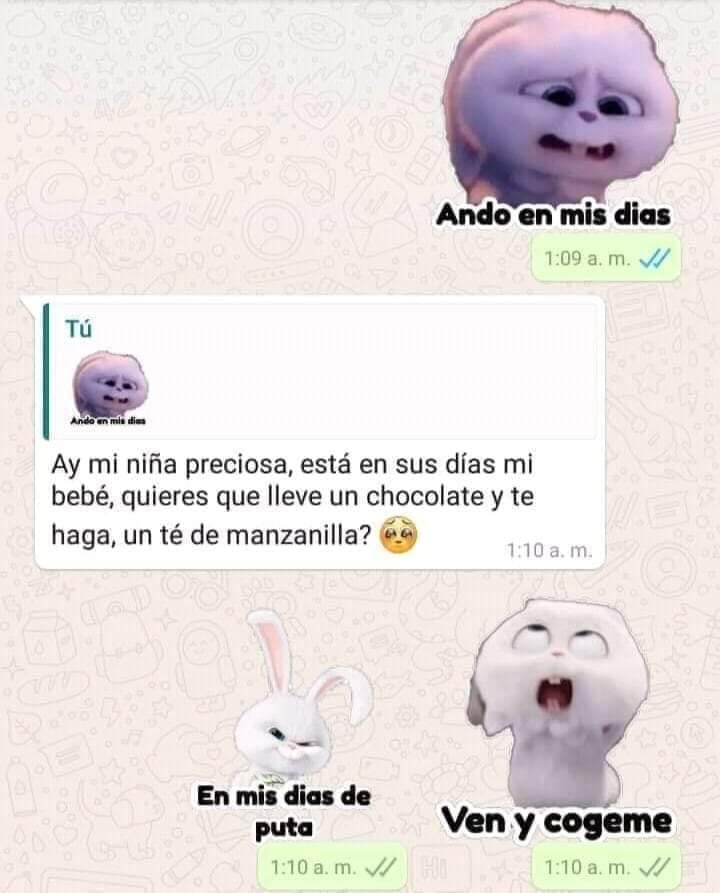 Ando en mis dias
1:09 a. m.
Tú
Ando en mis dias
Ay mi niña preciosa, está en sus días mi
bebé, quieres que lleve un chocolate y te
haga, un té de manzanilla? 🥺
1:10 a. m.
En mis dias de
puta
1:10 a. m.
Ven y cogeme
1:10 a. m.